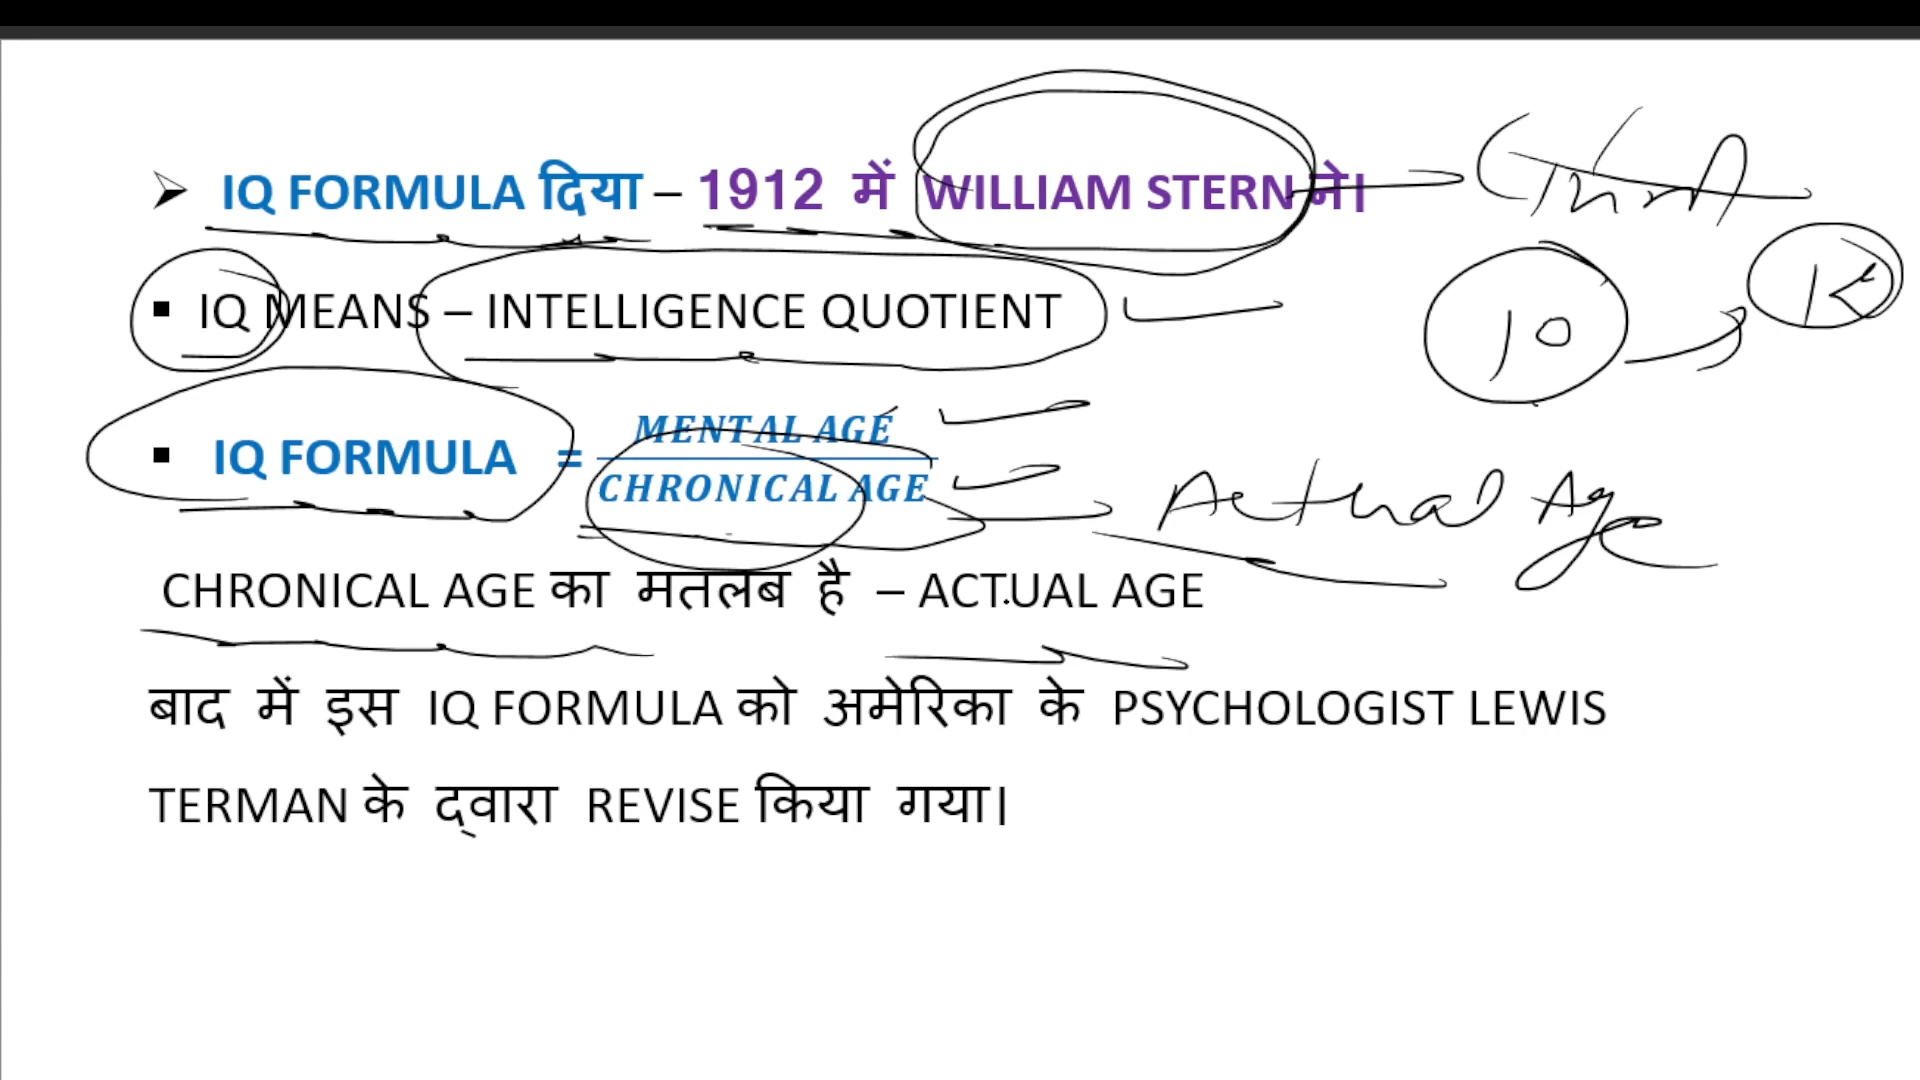 ➢ IQ FORMULA दिया – 1912 में WILLIAM STERN ने।
▪ IQ MEANS – INTELLIGENCE QUOTIENT
10
▪ IQ FORMULA = MENTAL AGE
CHRONICAL AGE
Actual Age
CHRONICAL AGE का मतलब है – ACTUAL AGE
बाद में इस IQ FORMULA को अमेरिका के PSYCHOLOGIST LEWIS
TERMAN के द्वारा REVISE किया गया।